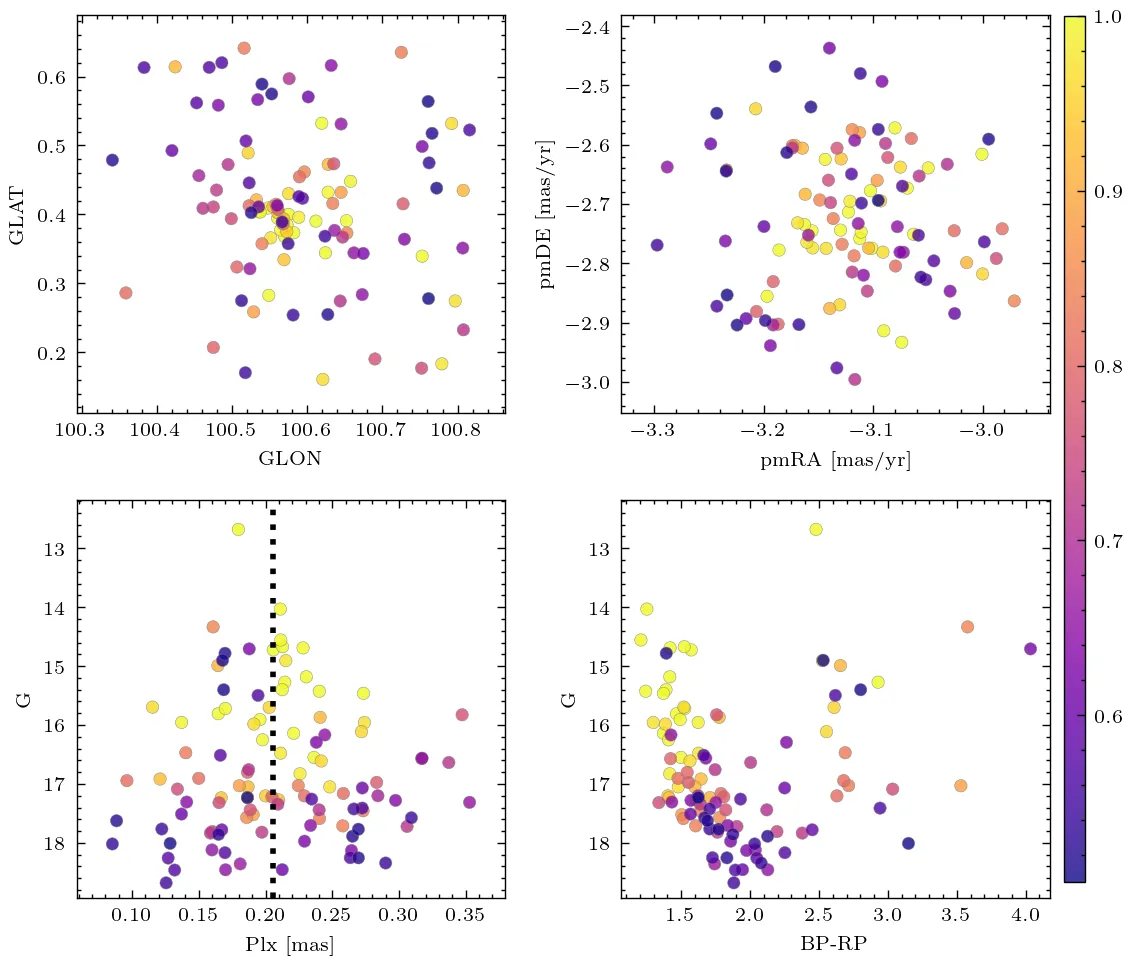 0.6
0.5
0.4
0.3
0.2
GLAT
100.3 100.4 100.5 100.6 100.7 100.8
GLON
−2.4
−2.5
−2.6
−2.7
−2.8
−2.9
−3.0
pmDE [mas/yr]
−3.3 −3.2 −3.1 −3.0
pmRA [mas/yr]
1.0
0.9
0.8
0.7
0.6
13
14
15
16
17
18
G
0.10 0.15 0.20 0.25 0.30 0.35
Plx [mas]
13
14
15
16
17
18
G
1.5 2.0 2.5 3.0 3.5 4.0
BP-RP